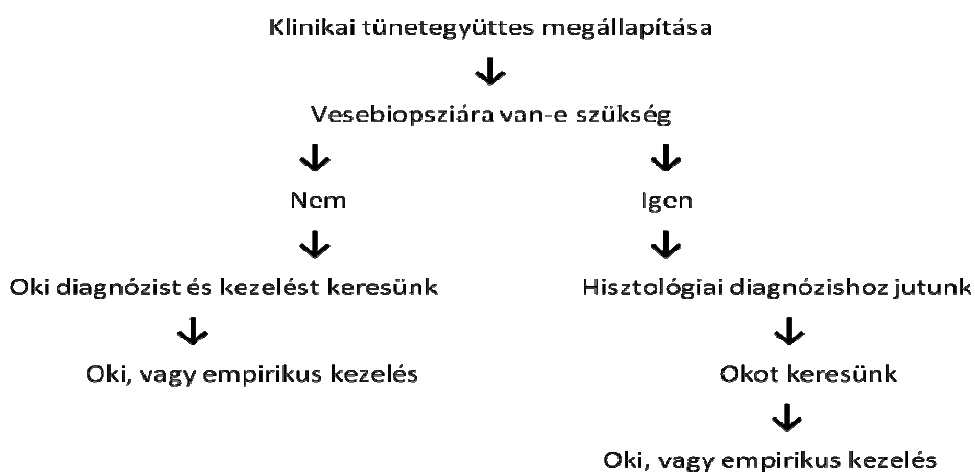 Klinikai tünetegyüttes megállapítása
Vesebiopsziára van-e szükség
Nem
Igen
Oki diagnózist és kezelést keresünk
Hisztológiai diagnózishoz jutunk
Oki, vagy empirikus kezelés
Okot keresünk
Oki, vagy empirikus kezelés